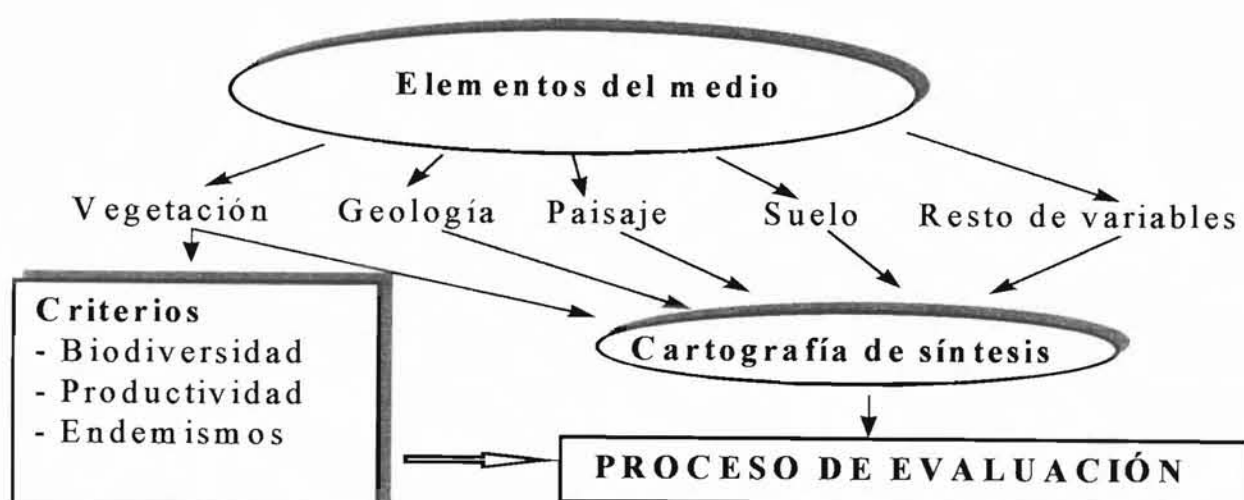 Elementos del medio
Vegetación Geología Paisaje Suelo Resto de variables
Criterios
- Biodiversidad
- Productividad
- Endemismos
Cartografía de síntesis
PROCESO DE EVALUACIÓN